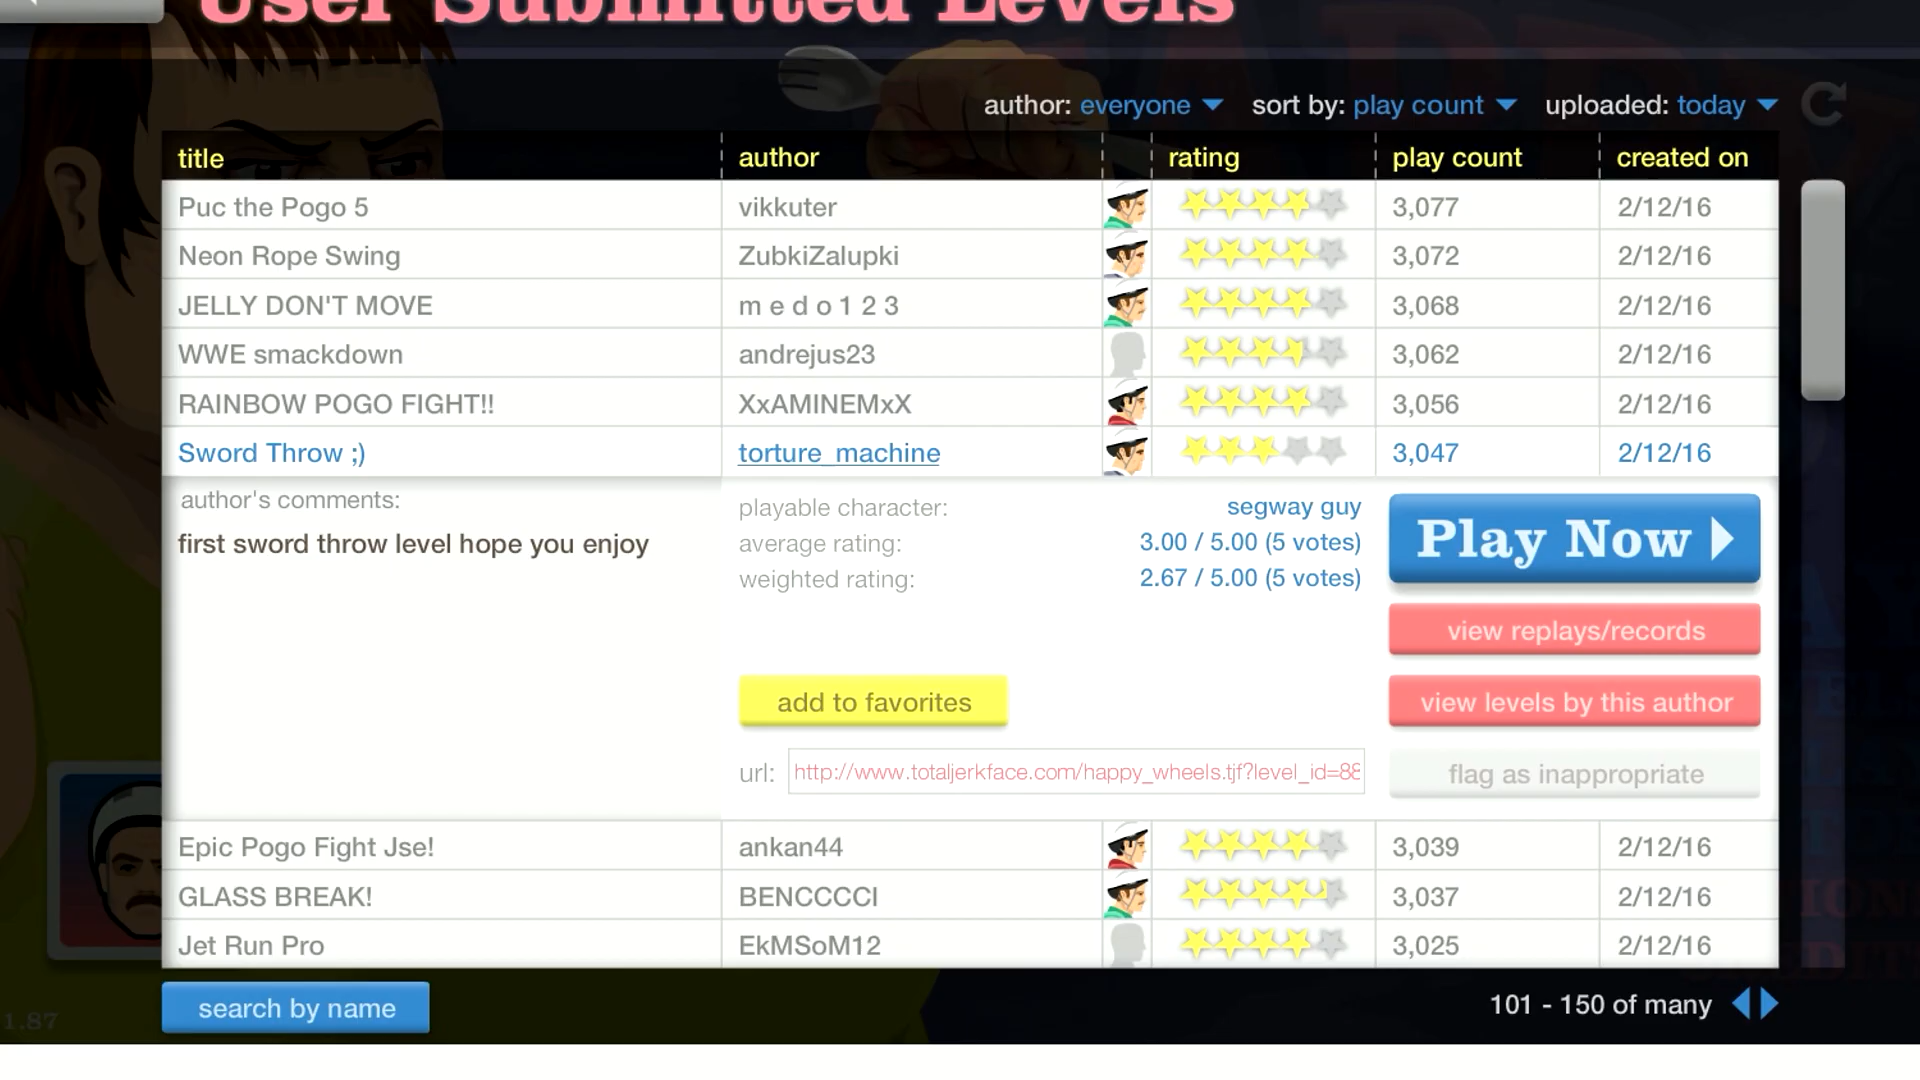 User Submitted Levels
author: everyone sort by: play count uploaded: today
title author rating play count created on
Puc the Pogo 5 vikkuter 3,077 2/12/16
Neon Rope Swing ZubkiZalupki 3,072 2/12/16
JELLY DON'T MOVE m e d o 1 2 3 3,068 2/12/16
WWE smackdown andrejus23 3,062 2/12/16
RAINBOW POGO FIGHT!! XxAMINEMxX 3,056 2/12/16
Sword Throw ;) torture_machine 3,047 2/12/16
author's comments:
first sword throw level hope you enjoy
playable character: segway guy
average rating: 3.00 / 5.00 (5 votes)
weighted rating: 2.67 / 5.00 (5 votes)
Play Now
view replays/records
add to favorites
view levels by this author
url: http://www.totaljerkface.com/happy_wheels.tjf?level_id=88
flag as inappropriate
Epic Pogo Fight Jse! ankan44 3,039 2/12/16
GLASS BREAK! BENCCCCI 3,037 2/12/16
Jet Run Pro EkMSoM12 3,025 2/12/16
search by name
101 - 150 of many
1.87